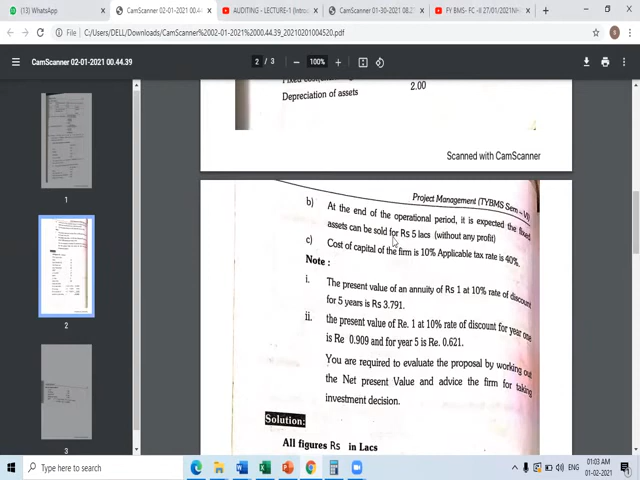 (13) WhatsApp
CamScanner 02-01-2021 00.44
AUDITING - LECTURE-1 (Introd
CamScanner 01-30-2021 08.2
FY BMS- FC -II 27/01/2021NH
File | C:/Users/DELL/Downloads/CamScanner%2002-01-2021%2000.44.39_20210201004520.pdf
CamScanner 02-01-2021 00.44.39
2 / 3
100%
1
2
3
Depreciation of assets
2.00
Scanned with CamScanner
Project Management (TYBMS Sem - VI)
b) At the end of the operational period, it is expected the fixed
assets can be sold for RS 5 lacs (without any profit)
c) Cost of capital of the firm is 10% Applicable tax rate is 40%.
Note :
i. The present value of an annuity of RS 1 at 10% rate of discount
for 5 years is RS 3.791.
ii. the present value of Re. 1 at 10% rate of discount for year one
is Re 0.909 and for year 5 is Re. 0.621.
You are required to evaluate the proposal by working out
the Net present Value and advice the firm for taking
investment decision.
Solution:
All figures RS in Lacs
Type here to search
ENG
01:03 AM
01-02-2021